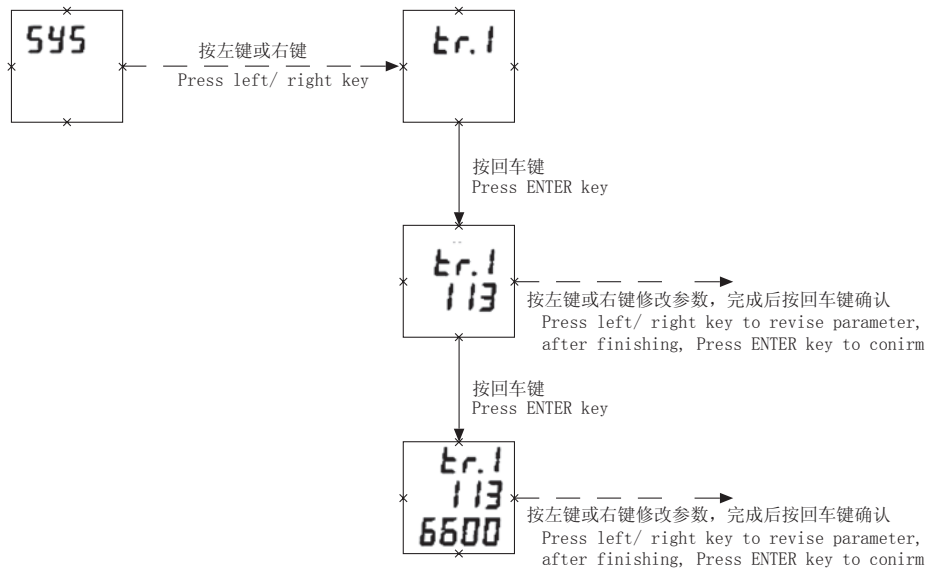 SYS
按左键或右键
Press left/ right key
tr.1
按回车键
Press ENTER key
tr.1
113
按左键或右键修改参数，完成后按回车键确认
Press left/ right key to revise parameter,
after finishing, Press ENTER key to conirm
按回车键
Press ENTER key
tr.1
113
6600
按左键或右键修改参数，完成后按回车键确认
Press left/ right key to revise parameter,
after finishing, Press ENTER key to conirm